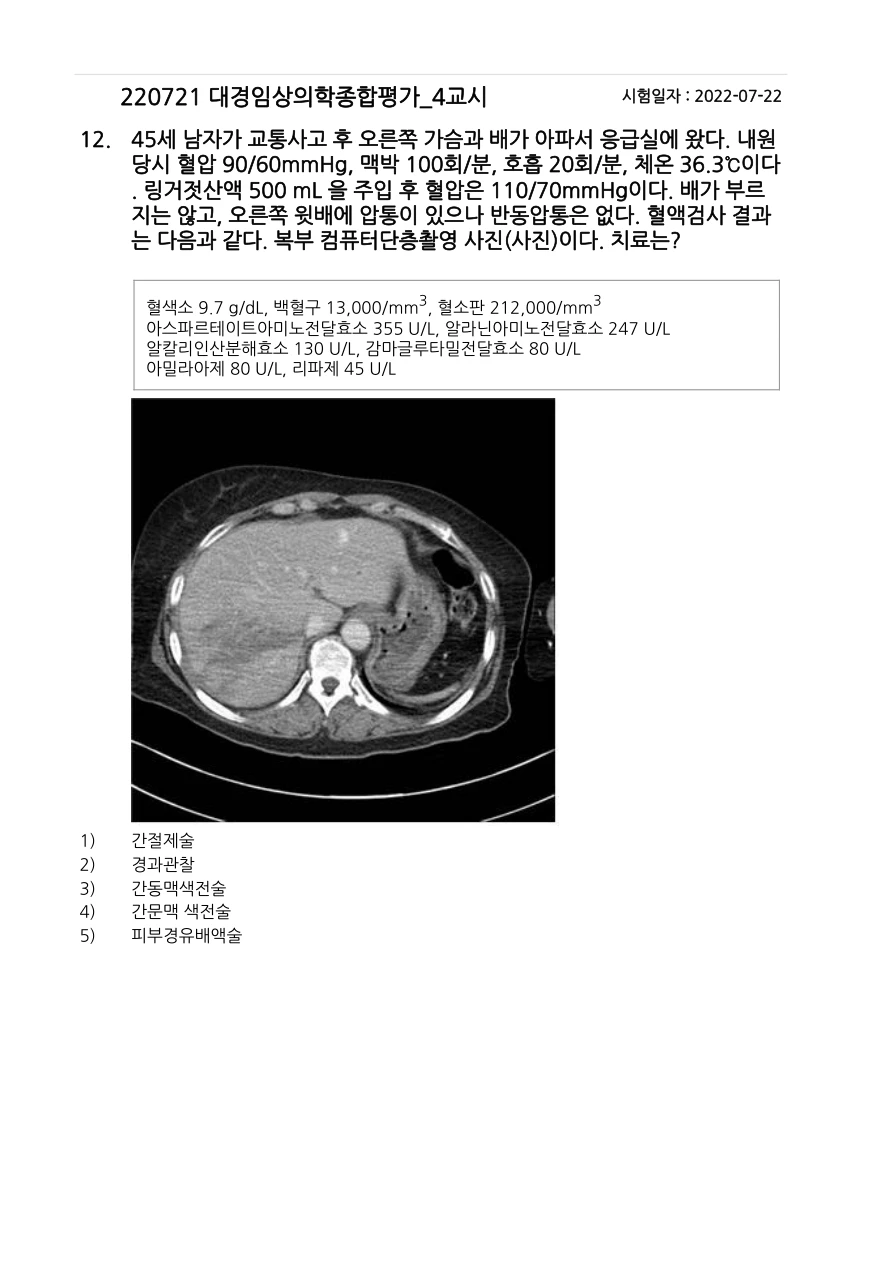 220721 대경임상의학종합평가_4교시
시험일자 : 2022-07-22
12. 45세 남자가 교통사고 후 오른쪽 가슴과 배가 아파서 응급실에 왔다. 내원
당시 혈압 90/60mmHg, 맥박 100회/분, 호흡 20회/분, 체온 36.3℃이다
. 링거젖산액 500 mL 을 주입 후 혈압은 110/70mmHg이다. 배가 부르
지는 않고, 오른쪽 윗배에 압통이 있으나 반동압통은 없다. 혈액검사 결과
는 다음과 같다. 복부 컴퓨터단층촬영 사진(사진)이다. 치료는?
혈색소 9.7 g/dL, 백혈구 13,000/mm³, 혈소판 212,000/mm³
아스파르테이트아미노전달효소 355 U/L, 알라닌아미노전달효소 247 U/L
알칼리인산분해효소 130 U/L, 감마글루타밀전달효소 80 U/L
아밀라아제 80 U/L, 리파제 45 U/L
1) 간절제술
2) 경과관찰
3) 간동맥색전술
4) 간문맥 색전술
5) 피부경유배액술